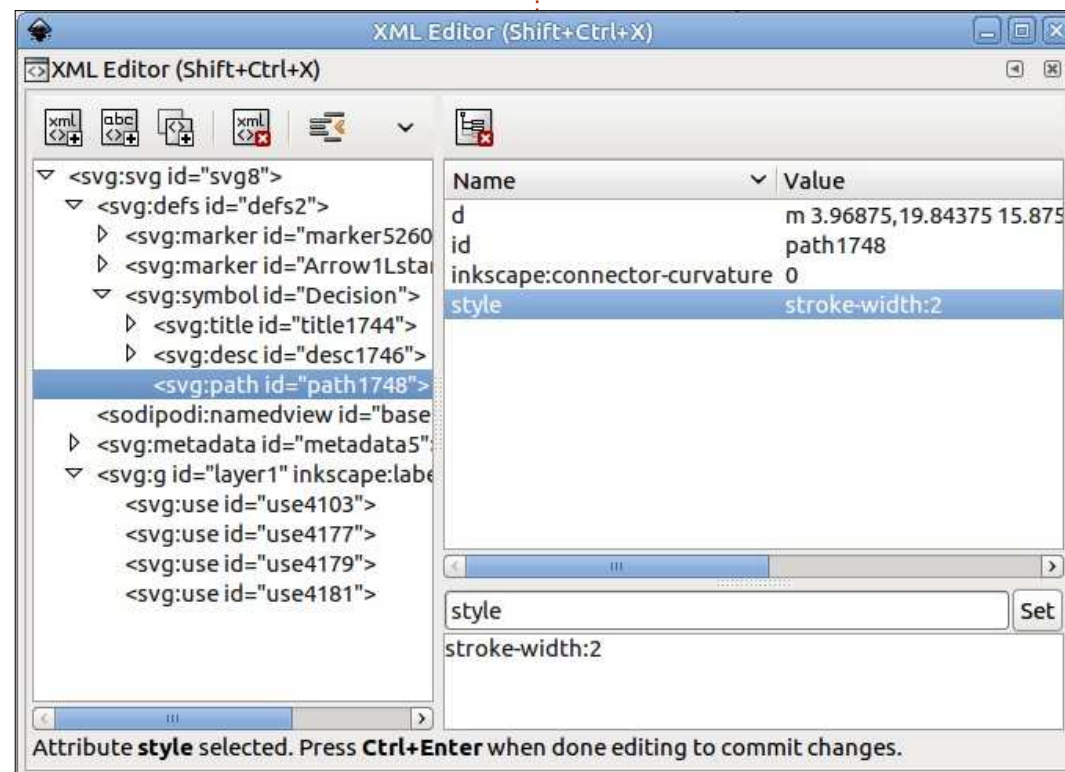 XML Editor (Shift+Ctrl+X)
XML Editor (Shift+Ctrl+X)
xml abc xml
<svg:svg id="svg8">
<svg:defs id="defs2">
<svg:marker id="marker5260
<svg:marker id="Arrow1Lstar
<svg:symbol id="Decision">
<svg:title id="title1744">
<svg:desc id="desc1746">
<svg:path id="path1748">
<sodipodi:namedview id="base
<svg:metadata id="metadata5"
<svg:g id="layer1" inkscape:labe
<svg:use id="use4103">
<svg:use id="use4177">
<svg:use id="use4179">
<svg:use id="use4181">
Name Value
d m 3.96875,19.84375 15.875
id path1748
inkscape:connector-curvature 0
style stroke-width:2
style Set
stroke-width:2
Attribute style selected. Press Ctrl+Enter when done editing to commit changes.